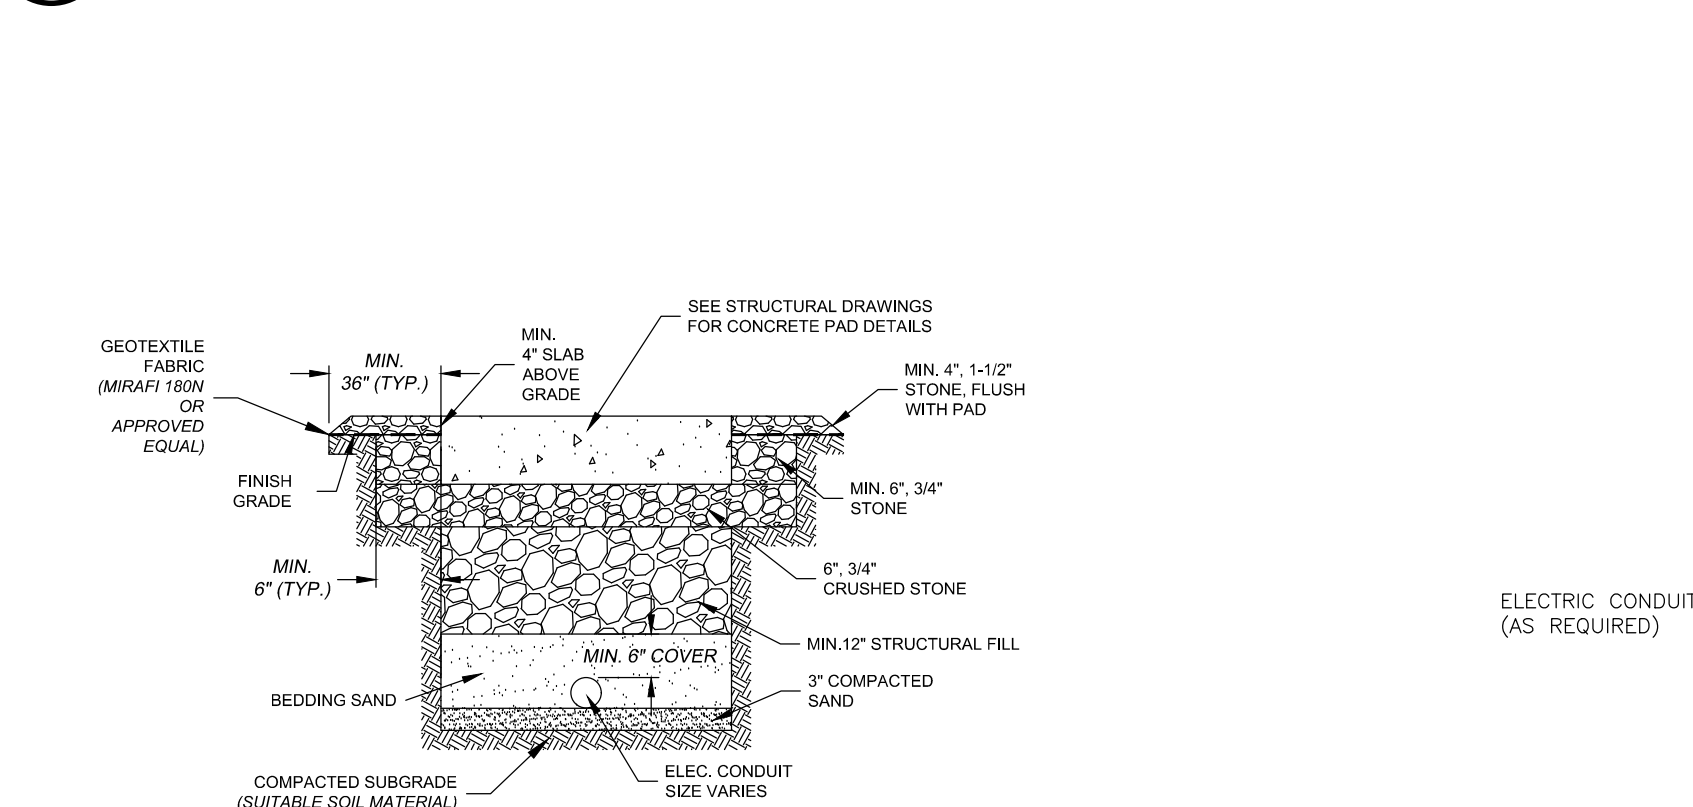 SEE STRUCTURAL DRAWINGS
FOR CONCRETE PAD DETAILS
MIN.
4" SLAB
ABOVE
GRADE
GEOTEXTILE
FABRIC
(MIRAFI 180N
OR
APPROVED
EQUAL)
MIN.
36" (TYP.)
MIN. 4", 1-1/2"
STONE, FLUSH
WITH PAD
FINISH
GRADE
MIN. 6", 3/4"
STONE
MIN.
6" (TYP.)
6", 3/4"
CRUSHED STONE
ELECTRIC CONDUIT
(AS REQUIRED)
MIN.12" STRUCTURAL FILL
MIN. 6" COVER
BEDDING SAND
3" COMPACTED
SAND
ELEC. CONDUIT
SIZE VARIES
COMPACTED SUBGRADE
(SUITABLE SOIL MATERIAL)